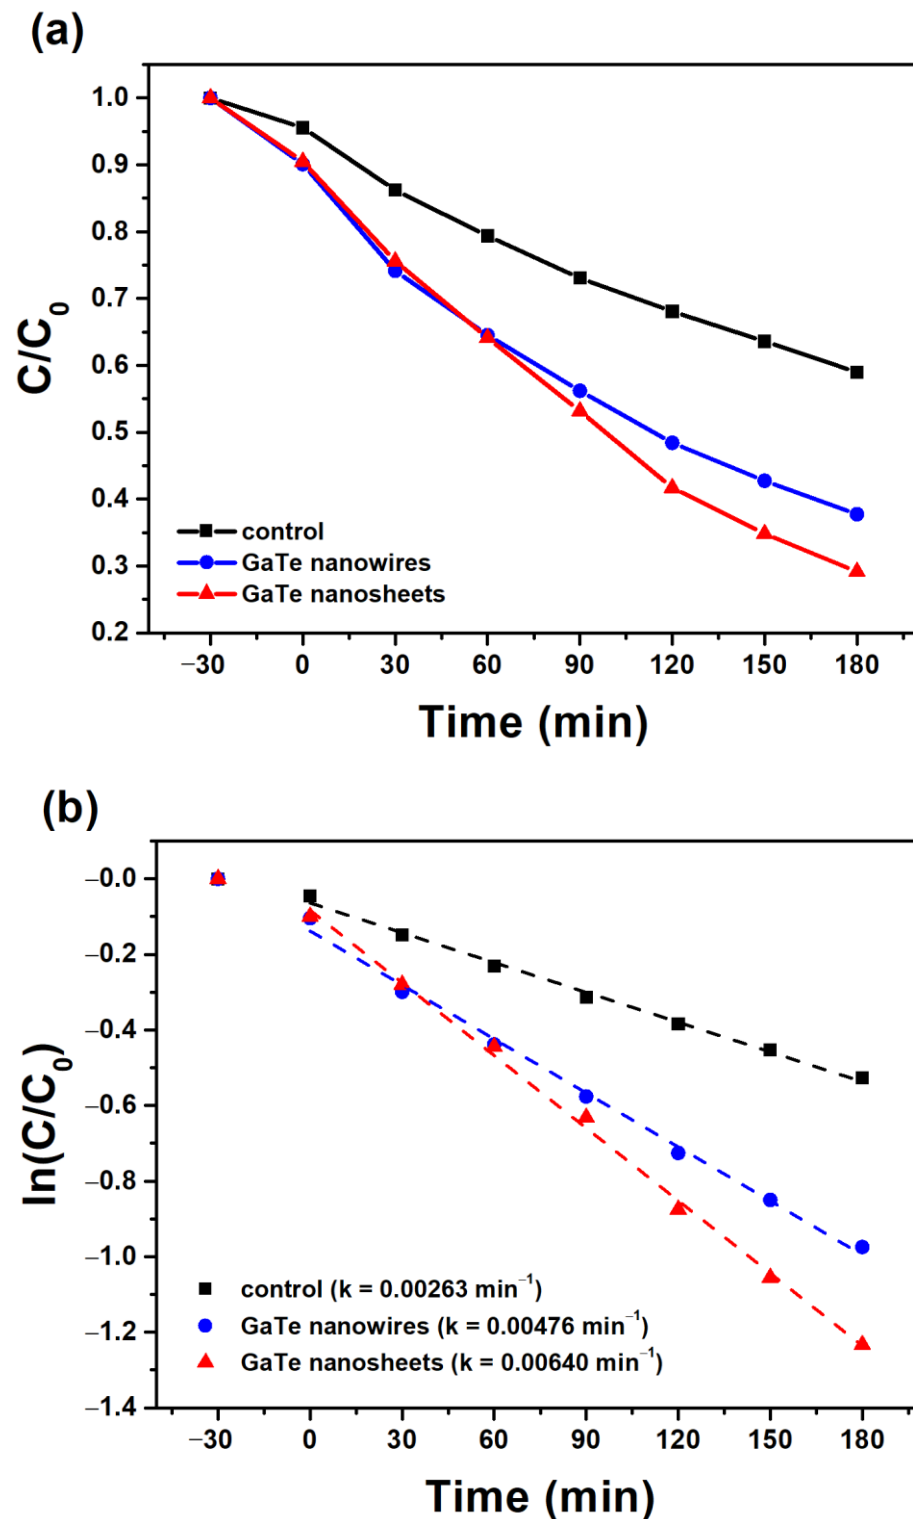 (a)
C/C₀
1.0
0.9
0.8
0.7
0.6
0.5
0.4
0.3
0.2
control
GaTe nanowires
GaTe nanosheets
−30 0 30 60 90 120 150 180
Time (min)
(b)
ln(C/C₀)
−0.0
−0.2
−0.4
−0.6
−0.8
−1.0
−1.2
−1.4
control (k = 0.00263 min⁻¹)
GaTe nanowires (k = 0.00476 min⁻¹)
GaTe nanosheets (k = 0.00640 min⁻¹)
−30 0 30 60 90 120 150 180
Time (min)